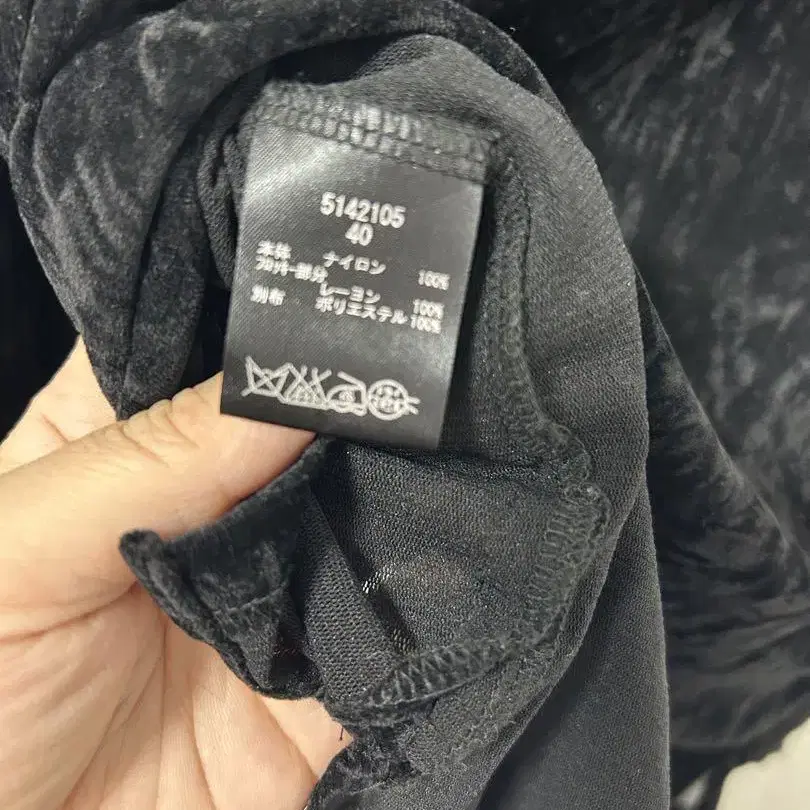 5142105
40
本体 ナイロン 100%
フロッキー部分 レーヨン 100%
別布 ポリエステル 100%